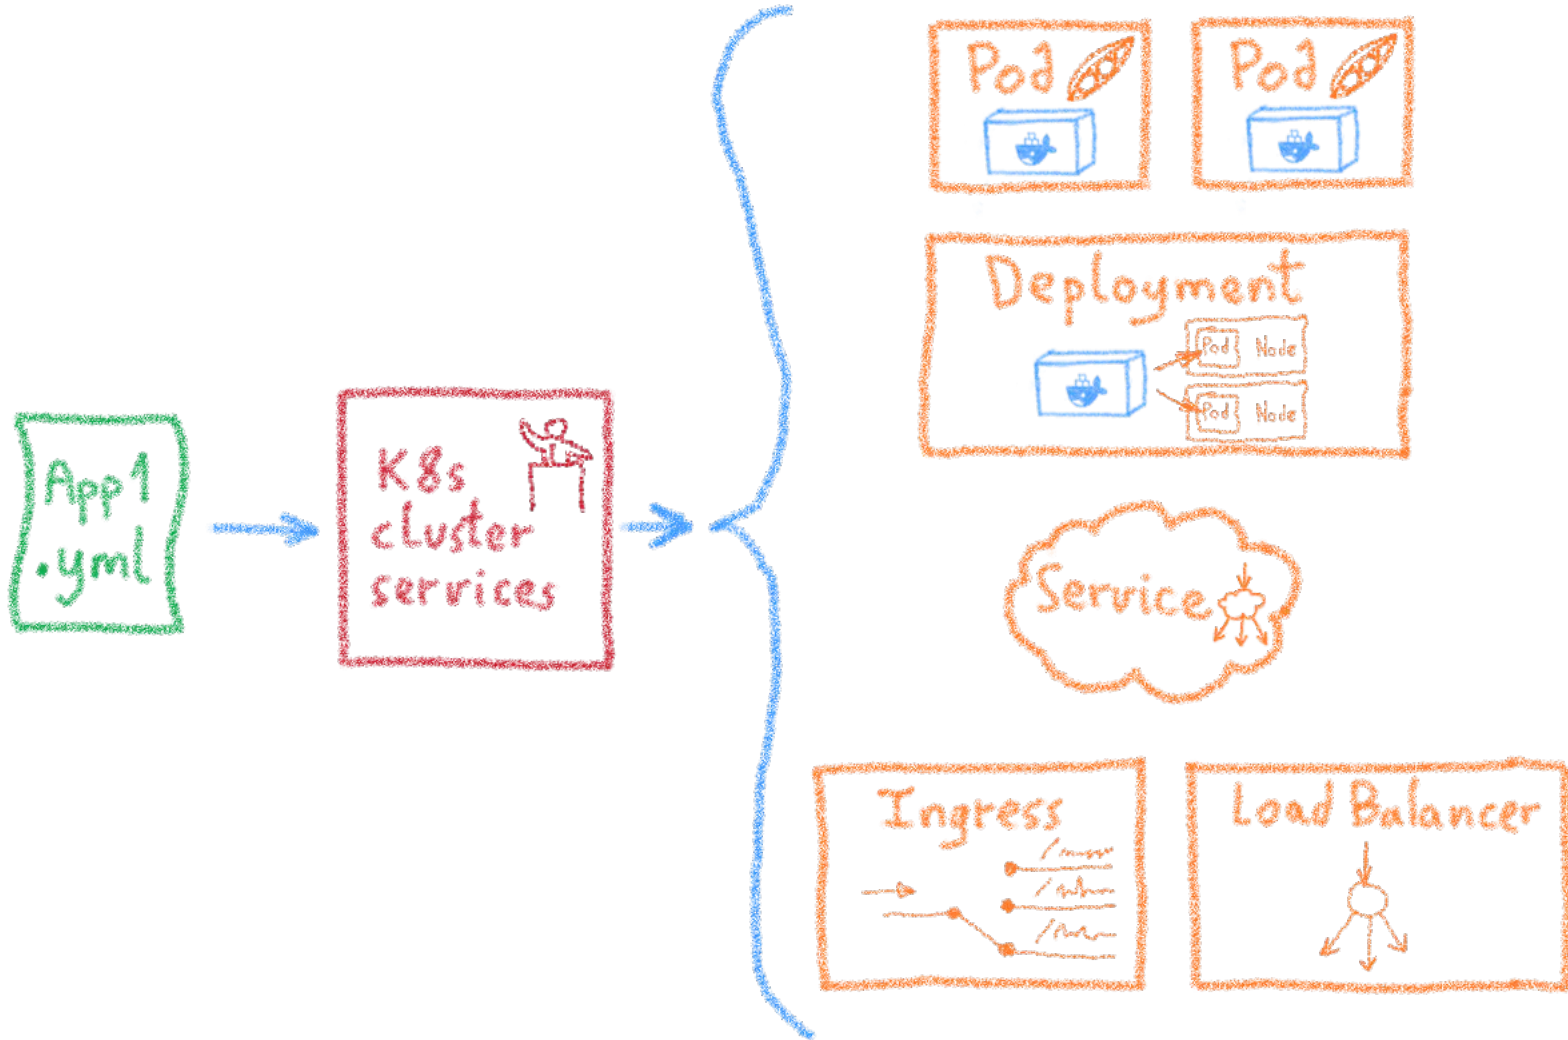 App1
.yml
K8s
cluster
services
Pod
Pod
Deployment
Pod Node
Pod Node
Service
Ingress
Load Balancer